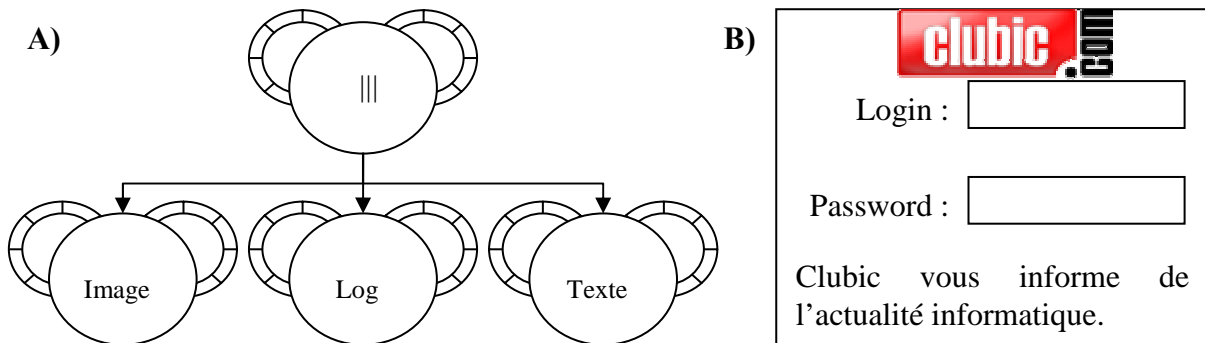 A)
|||
Image
Log
Texte
B)
clubic.com
Login :
Password :
Clubic vous informe de
l’actualité informatique.